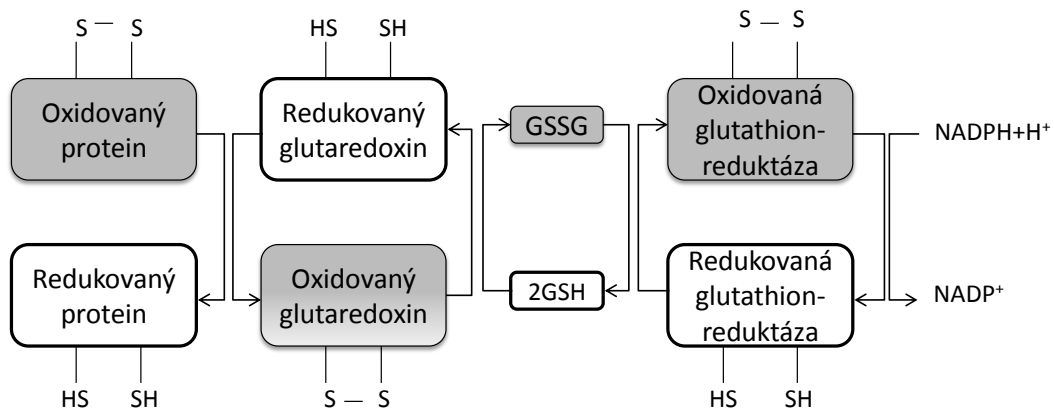 S — S
Oxidovaný
protein
Redukovaný
protein
HS SH
HS SH
Redukovaný
glutaredoxin
Oxidovaný
glutaredoxin
S — S
GSSG
2GSH
S — S
Oxidovaná
glutathion-
reduktáza
Redukovaná
glutathion-
reduktáza
HS SH
NADPH+H⁺
NADP⁺